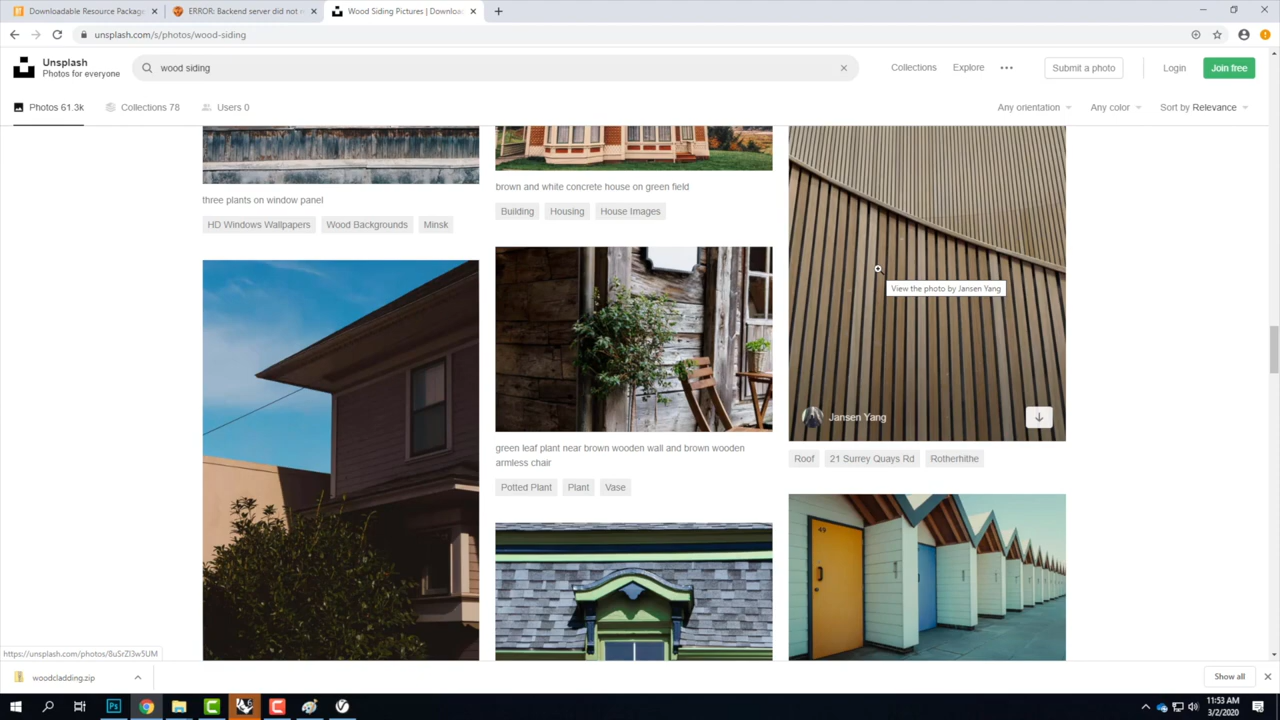 Downloadable Resource Packag
ERROR: Backend server did not r
Wood Siding Pictures | Downloa
unsplash.com/s/photos/wood-siding
Unsplash
Photos for everyone
wood siding
Collections
Explore
Submit a photo
Login
Join free
Photos 61.3k
Collections 78
Users 0
Any orientation
Any color
Sort by Relevance
three plants on window panel
HD Windows Wallpapers
Wood Backgrounds
Minsk
brown and white concrete house on green field
Building
Housing
House Images
View the photo by Jansen Yang
Jansen Yang
Roof
21 Surrey Quays Rd
Rotherhithe
green leaf plant near brown wooden wall and brown wooden
armless chair
Potted Plant
Plant
Vase
https://unsplash.com/photos/8uSrZI3w5UM
woodcladding.zip
Show all
Ps
11:53 AM
3/2/2020